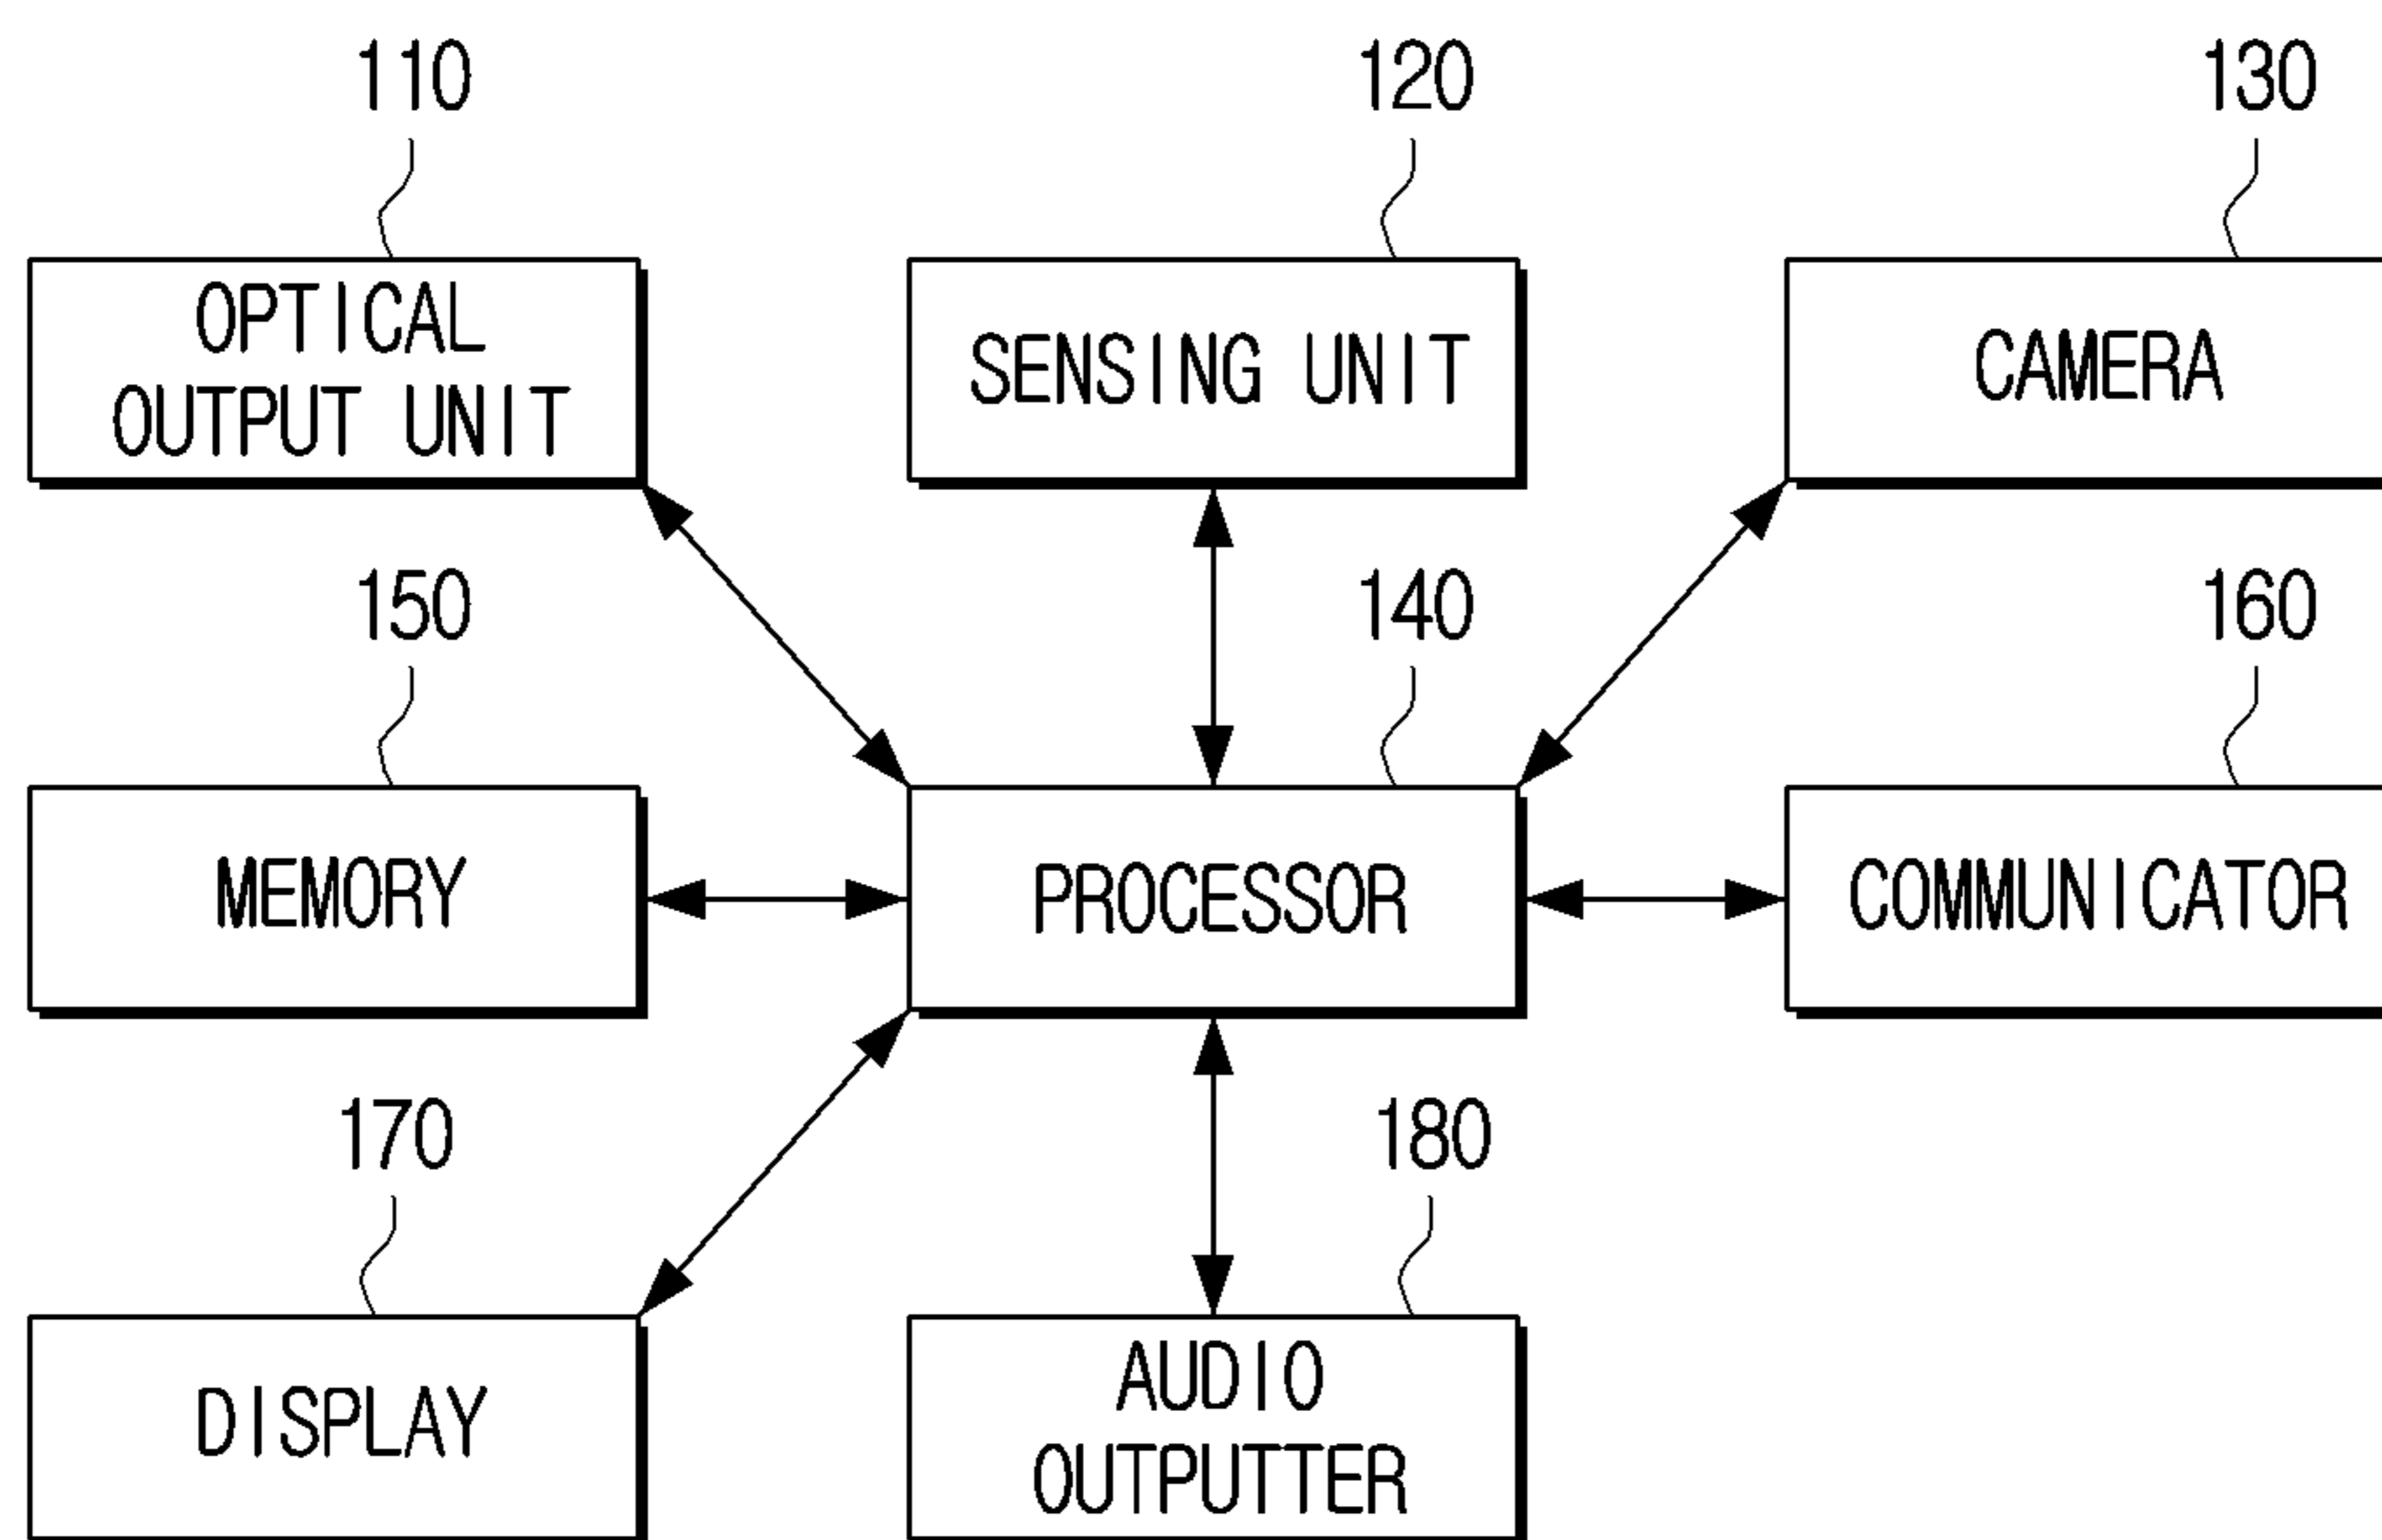 110
120
130
OPTICAL
OUTPUT UNIT
SENSING UNIT
CAMERA
150
140
160
MEMORY
PROCESSOR
COMMUNICATOR
170
180
DISPLAY
AUDIO
OUTPUTTER